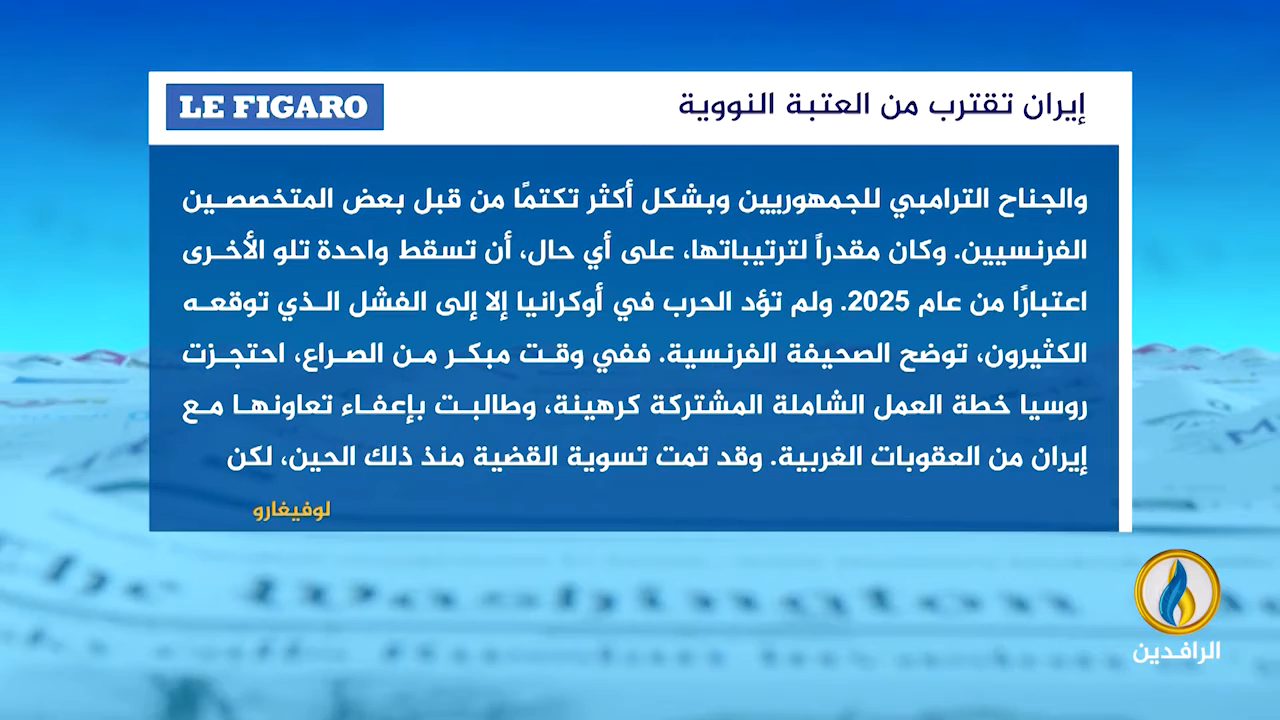 LE FIGARO
إيران تقترب من العتبة النووية
والجناح الترامبي للجمهوريين وبشكل أكثر تكتمًا من قبل بعض المتخصصين
الفرنسيين. وكان مقدراً لترتيباتها، على أي حال، أن تسقط واحدة تلو الأخرى
اعتبارًا من عام 2025. ولم تؤد الحرب في أوكرانيا إلا إلى الفشل الذي توقعه
الكثيرون، توضح الصحيفة الفرنسية. ففي وقت مبكر من الصراع، احتجزت
روسيا خطة العمل الشاملة المشتركة كرهينة، وطالبت بإعفاء تعاونها مع
إيران من العقوبات الغربية. وقد تمت تسوية القضية منذ ذلك الحين، لكن
لوفيغارو
الرافدين